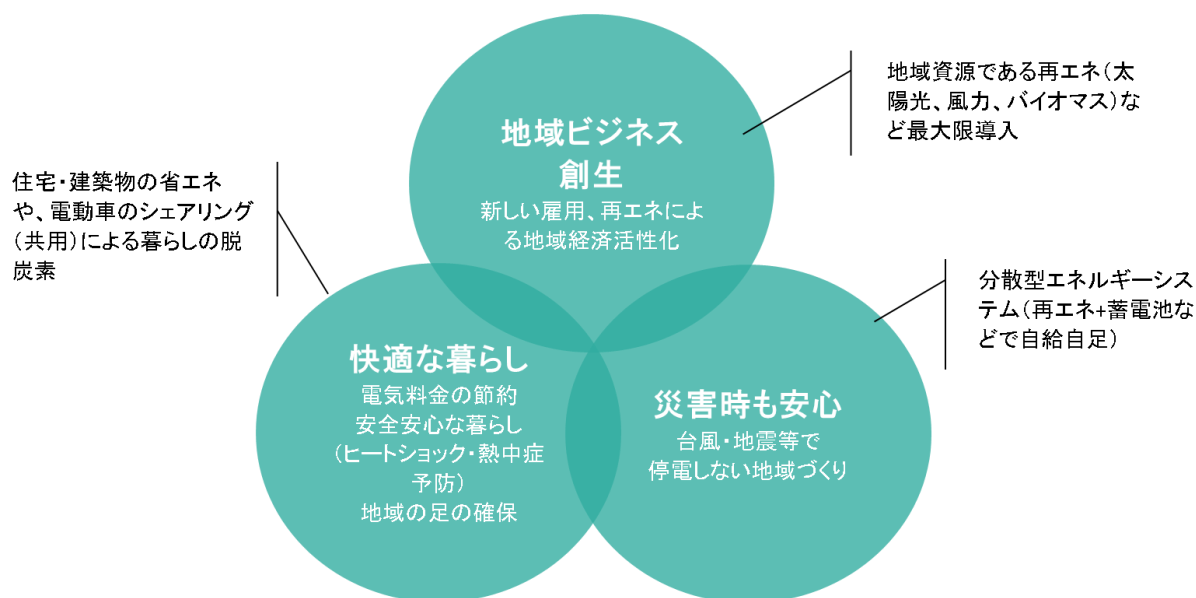 地域ビジネス
創生
新しい雇用、再エネによ
る地域経済活性化
地域資源である再エネ(太
陽光、風力、バイオマス)な
ど最大限導入
住宅・建築物の省エネ
や、電動車のシェアリング
(共用)による暮らしの脱
炭素
快適な暮らし
電気料金の節約
安全安心な暮らし
(ヒートショック・熱中症
予防)
地域の足の確保
分散型エネルギーシス
テム(再エネ+蓄電池な
どで自給自足)
災害時も安心
台風・地震等で
停電しない地域づくり